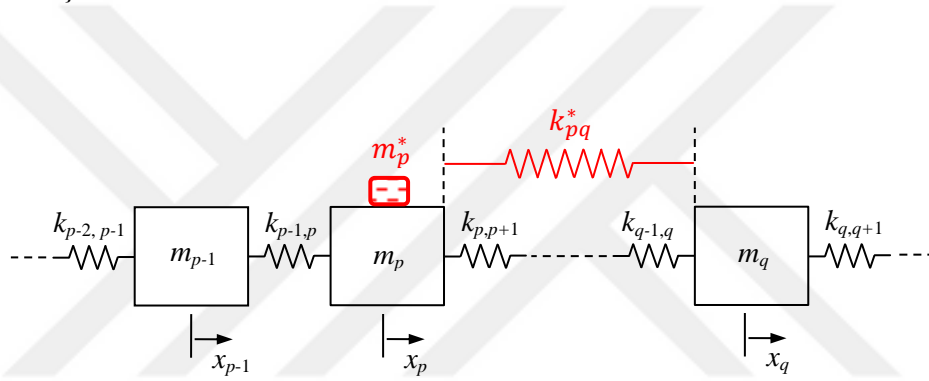 k*pq
m*p
kp-2, p-1
kp-1,p
kp,p+1
kq-1,q
kq,q+1
mp-1
mp
mq
xp-1
xp
xq